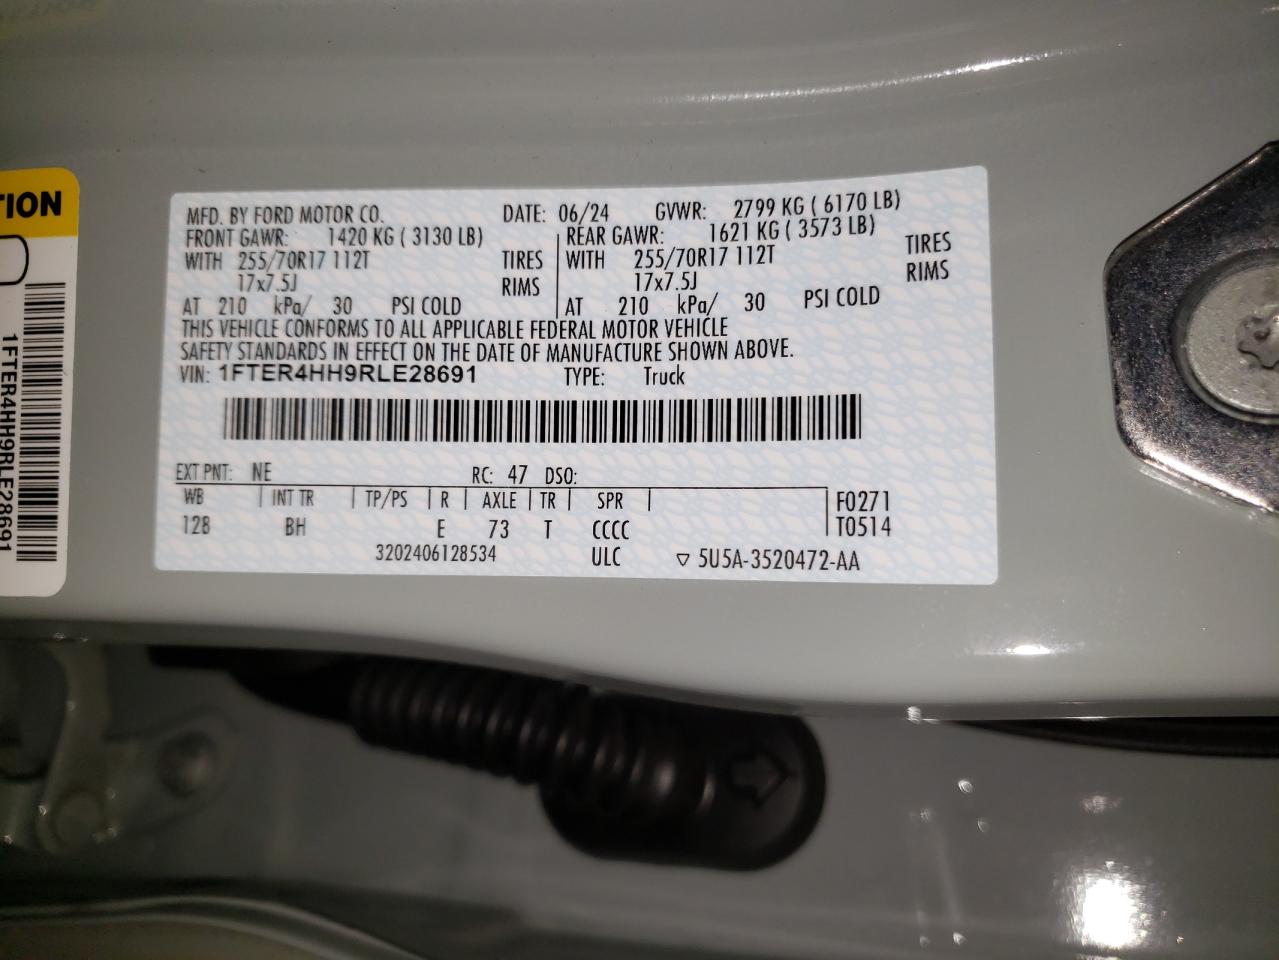 TION
1FTER4HH9RLE28691
MFD. BY FORD MOTOR CO. DATE: 06/24 GVWR: 2799 KG ( 6170 LB)
FRONT GAWR: 1420 KG ( 3130 LB) REAR GAWR: 1621 KG ( 3573 LB)
WITH 255/70R17 112T TIRES WITH 255/70R17 112T TIRES
17x7.5J RIMS 17x7.5J RIMS
AT 210 kPa/ 30 PSI COLD AT 210 kPa/ 30 PSI COLD
THIS VEHICLE CONFORMS TO ALL APPLICABLE FEDERAL MOTOR VEHICLE
SAFETY STANDARDS IN EFFECT ON THE DATE OF MANUFACTURE SHOWN ABOVE.
VIN: 1FTER4HH9RLE28691 TYPE: Truck
EXT PNT: NE RC: 47 DSO:
WB INT TR TP/PS R AXLE TR SPR F0271
128 BH E 73 T CCCC T0514
3202406128534 ULC ▽ 5U5A-3520472-AA